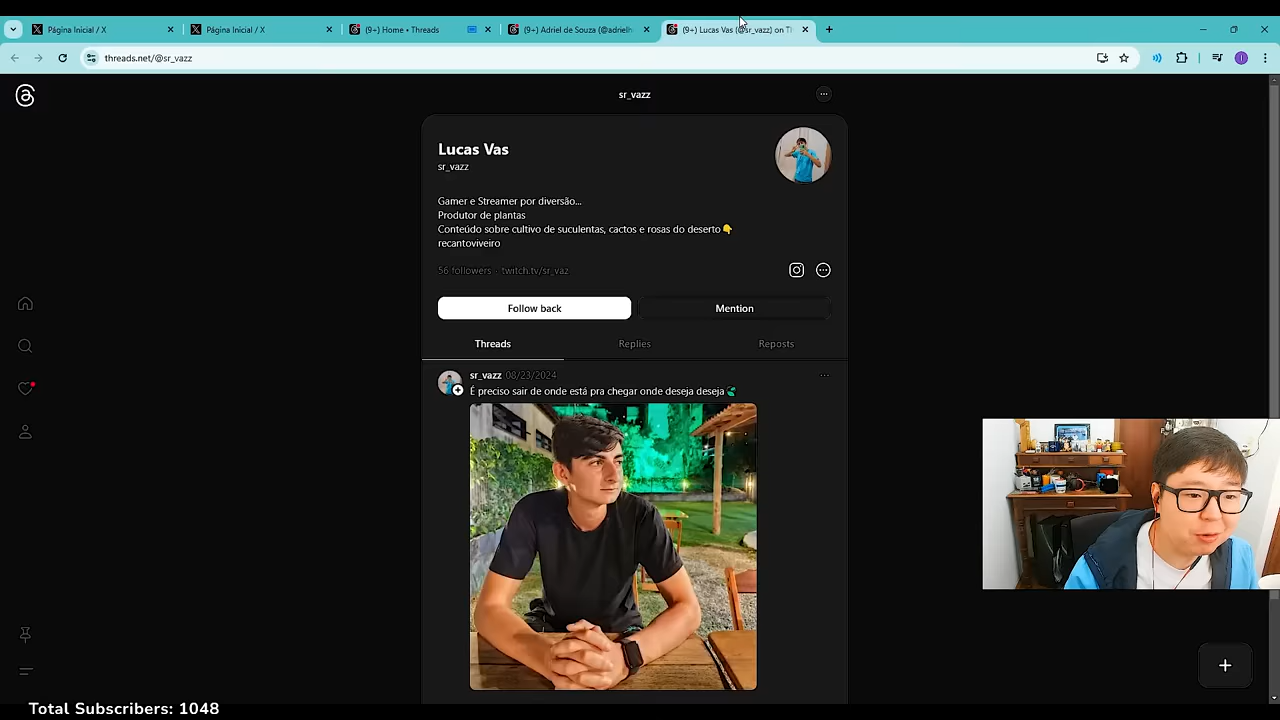 Página Inicial / X
Página Inicial / X
(9+) Home • Threads
(9+) Adriel de Souza (@adrielh
(9+) Lucas Vas (@sr_vazz) on Th
threads.net/@sr_vazz
sr_vazz
Lucas Vas
sr_vazz
Gamer e Streamer por diversão...
Produtor de plantas
Conteúdo sobre cultivo de suculentas, cactos e rosas do deserto👇
recantoviveiro
56 followers · twitch.tv/sr_vaz
Follow back
Mention
Threads
Replies
Reposts
sr_vazz 08/23/2024
É preciso sair de onde está pra chegar onde deseja deseja
Total Subscribers: 1048